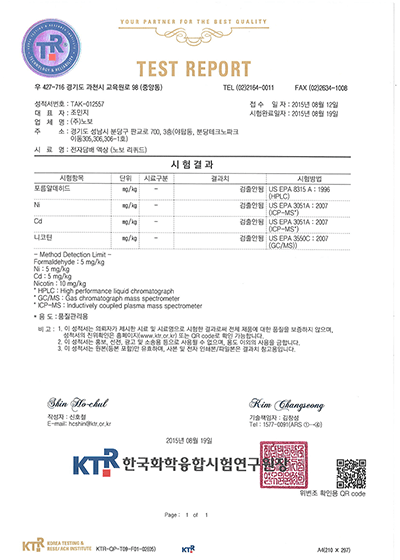 YOUR PARTNER FOR THE BEST QUALITY
KTR
TEST REPORT
우 427-716 경기도 과천시 교육원로 98 (중앙동) TEL (02)2164-0011 FAX (02)2634-1008
성적서번호 : TAK-012557 접 수 일 : 2015년 08월 12일
대 표 자 : 조민지 시험완료일자 : 2015년 08월 19일
업 체 명 : (주)노보
주 소 : 경기도 성남시 분당구 판교로 700, 3층(야탑동, 분당테크노파크
이동305,306,306-1호)
시 료 명 : 전자담배 액상 (노보 리퀴드)
시 험 결 과
시험항목 단위 시료구분 결과치 시험방법
포름알데히드 mg/kg - 검출안됨 US EPA 8315 A : 1996
(HPLC)
Ni mg/kg - 검출안됨 US EPA 3051A : 2007
(ICP-MS*)
Cd mg/kg - 검출안됨 US EPA 3051A : 2007
(ICP-MS*)
니코틴 mg/kg - 검출안됨 US EPA 3550C : 2007
(GC/MS))
- Method Detection Limit -
Formaldehyde : 5 mg/kg
Ni : 5 mg/kg
Cd : 5 mg/kg
Nicotin : 10 mg/kg
* HPLC : High performance liquid chromatograph
* GC/MS : Gas chromatograph mass spectrometer
* ICP-MS : Inductively coupled plasma mass spectrometer
* 용 도 : 품질관리용
비 고 : 1. 이 성적서는 의뢰자가 제시한 시료 및 시료명으로 시험한 결과로써 전체 제품에 대한 품질을 보증하지 않으며,
성적서의 진위확인은 홈페이지(www.ktr.or.kr) 또는 QR code로 확인 가능합니다.
2. 이 성적서는 홍보, 선전, 광고 및 소송용 등으로 사용될 수 없으며, 용도 이외의 사용을 금합니다.
3. 이 성적서는 원본(등본 포함)만 유효하며, 사본 및 전자 인쇄본/파일본은 결과치 참고용입니다.
Shin Ho-chul Kim Changseong
작성자 : 신호철 기술책임자 : 김창성
E-mail: hcshin@ktr.or.kr Tel : 1577-0091(ARS ①→④)
2015년 08월 19일
KTR 한국화학융합시험연구원장
위변조 확인용 QR code
Page : 1 of 1
KTR KOREA TESTING &
RESEARCH INSTITUTE KTR-QP-T09-F01-02(05) KTR A4(210 X 297)